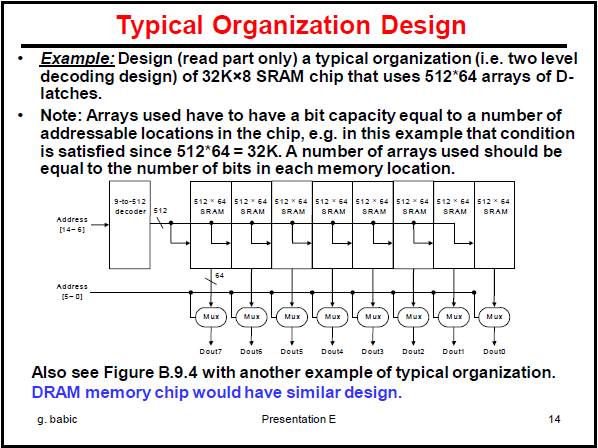 Typical Organization Design
• Example: Design (read part only) a typical organization (i.e. two level
decoding design) of 32K×8 SRAM chip that uses 512*64 arrays of D-
latches.
• Note: Arrays used have to have a bit capacity equal to a number of
addressable locations in the chip, e.g. in this example that condition
is satisfied since 512*64 = 32K. A number of arrays used should be
equal to the number of bits in each memory location.
9-to-512 512 × 64 512 × 64 512 × 64 512 × 64 512 × 64 512 × 64 512 × 64 512 × 64
decoder 512 SRAM SRAM SRAM SRAM SRAM SRAM SRAM SRAM
Address
[14–6]
64
Address
[5–0]
Mux Mux Mux Mux Mux Mux Mux Mux
Dout7 Dout6 Dout5 Dout4 Dout3 Dout2 Dout1 Dout0
Also see Figure B.9.4 with another example of typical organization.
DRAM memory chip would have similar design.
g. babic Presentation E 14